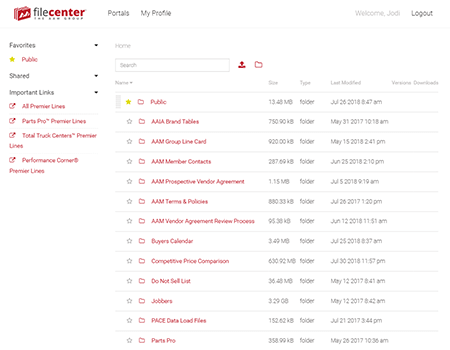 filecenter™
THE AAM GROUP
Portals My Profile Welcome, Jodi Logout
Favorites
Public
Shared
Important Links
All Premier Lines
Parts Pro™ Premier Lines
Total Truck Centers™ Premier
Lines
Performance Corner®
Premier Lines
Home
Search
Name Size Type Last Modified Versions Downloads
Public 13.48 MB folder Jul 26 2018 8:47 am
AAIA Brand Tables 750.90 kB folder May 31 2017 10:18 am
AAM Group Line Card 920.00 kB folder May 15 2018 2:41 pm
AAM Member Contacts 287.69 kB folder Jun 25 2018 2:10 pm
AAM Prospective Vendor Agreement 1.15 MB folder Jul 5 2018 9:19 am
AAM Terms & Policies 880.33 kB folder Jul 26 2017 1:20 pm
AAM Vendor Agreement Review Process 95.38 kB folder Jun 12 2018 11:51 am
Buyers Calendar 3.49 MB folder Jul 25 2018 8:37 am
Competitive Price Comparison 630.92 MB folder Jul 30 2018 11:57 pm
Do Not Sell List 36.48 MB folder May 12 2017 8:41 am
Jobbers 3.29 GB folder May 12 2017 8:42 am
PACE Data Load Files 152.62 kB folder Jul 21 2017 3:44 pm
Parts Pro 358.99 MB folder May 26 2017 10:36 am